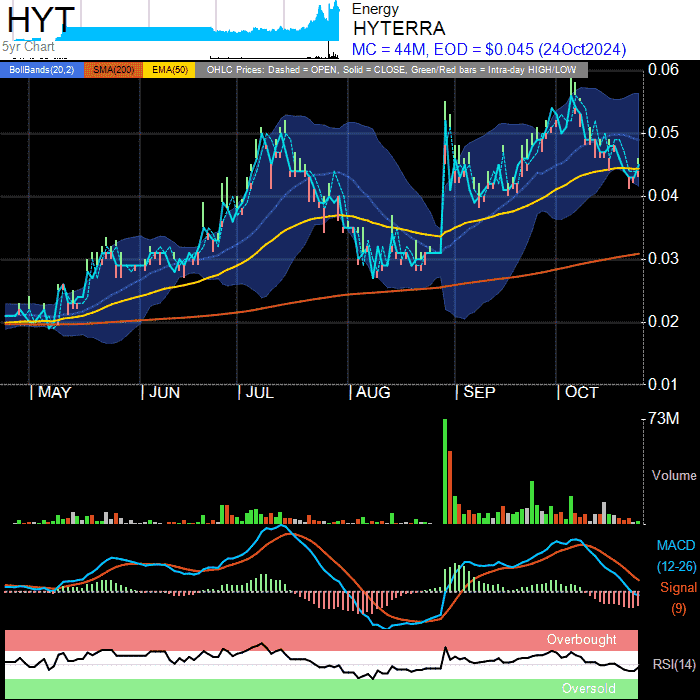 HYT
5yr Chart
Energy
HYTERRA
MC = 44M, EOD = $0.045 (24Oct2024)
BollBands(20,2) SMA(200) EMA(50) OHLC Prices: Dashed = OPEN, Solid = CLOSE, Green/Red bars = Intra-day HIGH/LOW
0.06
0.05
0.04
0.03
0.02
0.01
| MAY | JUN | JUL | AUG | SEP | OCT
-73M
Volume
MACD
(12-26)
Signal
(9)
Overbought
RSI(14)
Oversold